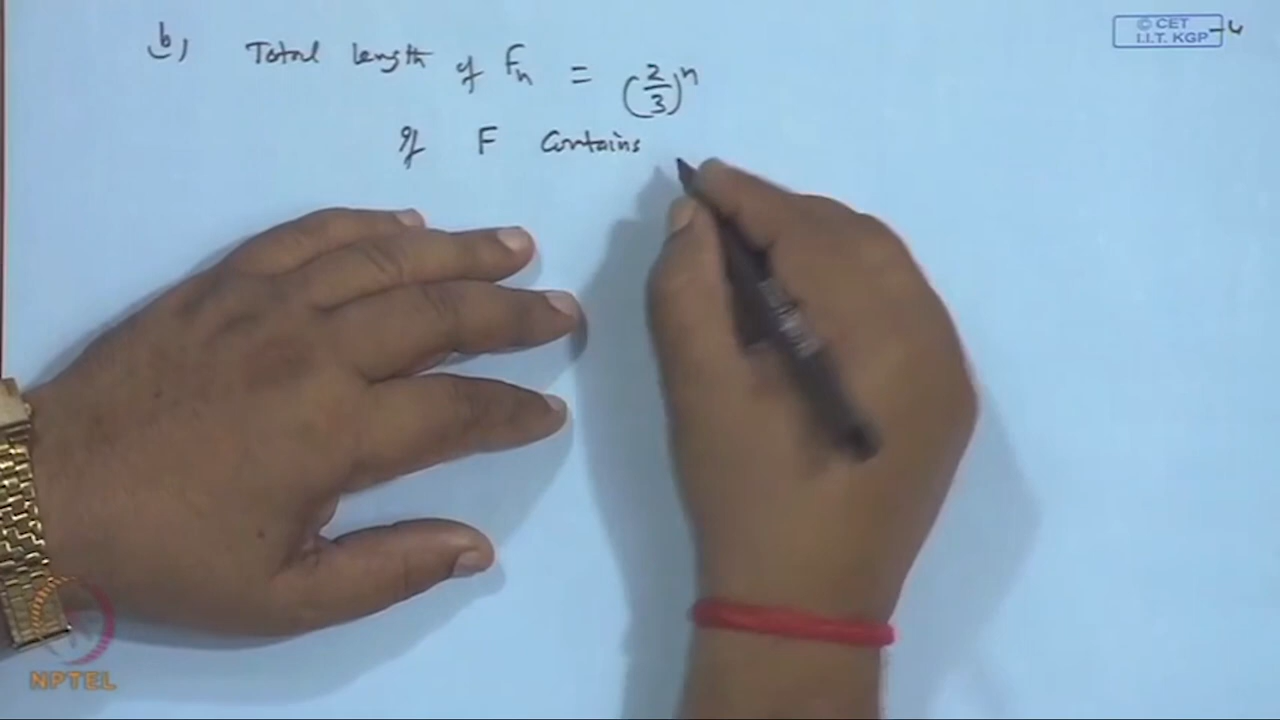 b) Total length of Fn = (2/3)^n
If F Contains
© CET
I.I.T. KGP
NPTEL